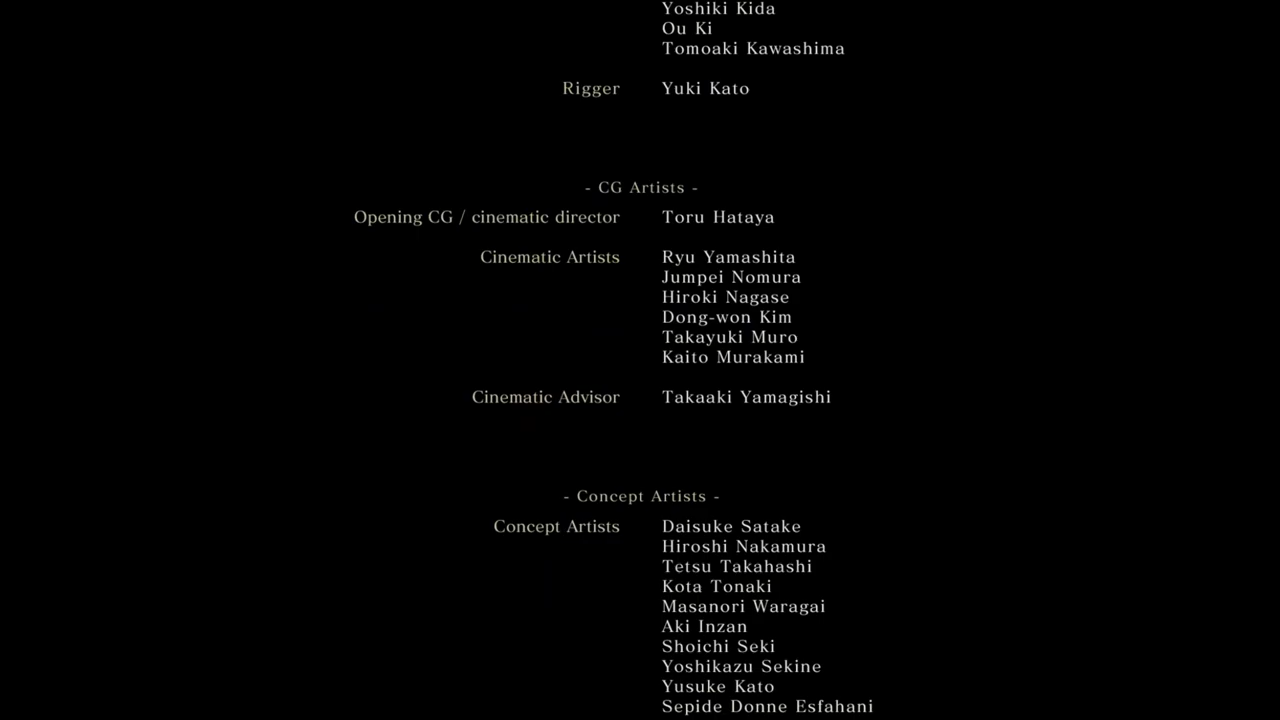 Yoshiki Kida
Ou Ki
Tomoaki Kawashima
Rigger Yuki Kato
- CG Artists -
Opening CG / cinematic director Toru Hataya
Cinematic Artists Ryu Yamashita
Jumpei Nomura
Hiroki Nagase
Dong-won Kim
Takayuki Muro
Kaito Murakami
Cinematic Advisor Takaaki Yamagishi
- Concept Artists -
Concept Artists Daisuke Satake
Hiroshi Nakamura
Tetsu Takahashi
Kota Tonaki
Masanori Waragai
Aki Inzan
Shoichi Seki
Yoshikazu Sekine
Yusuke Kato
Sepide Donne Esfahani